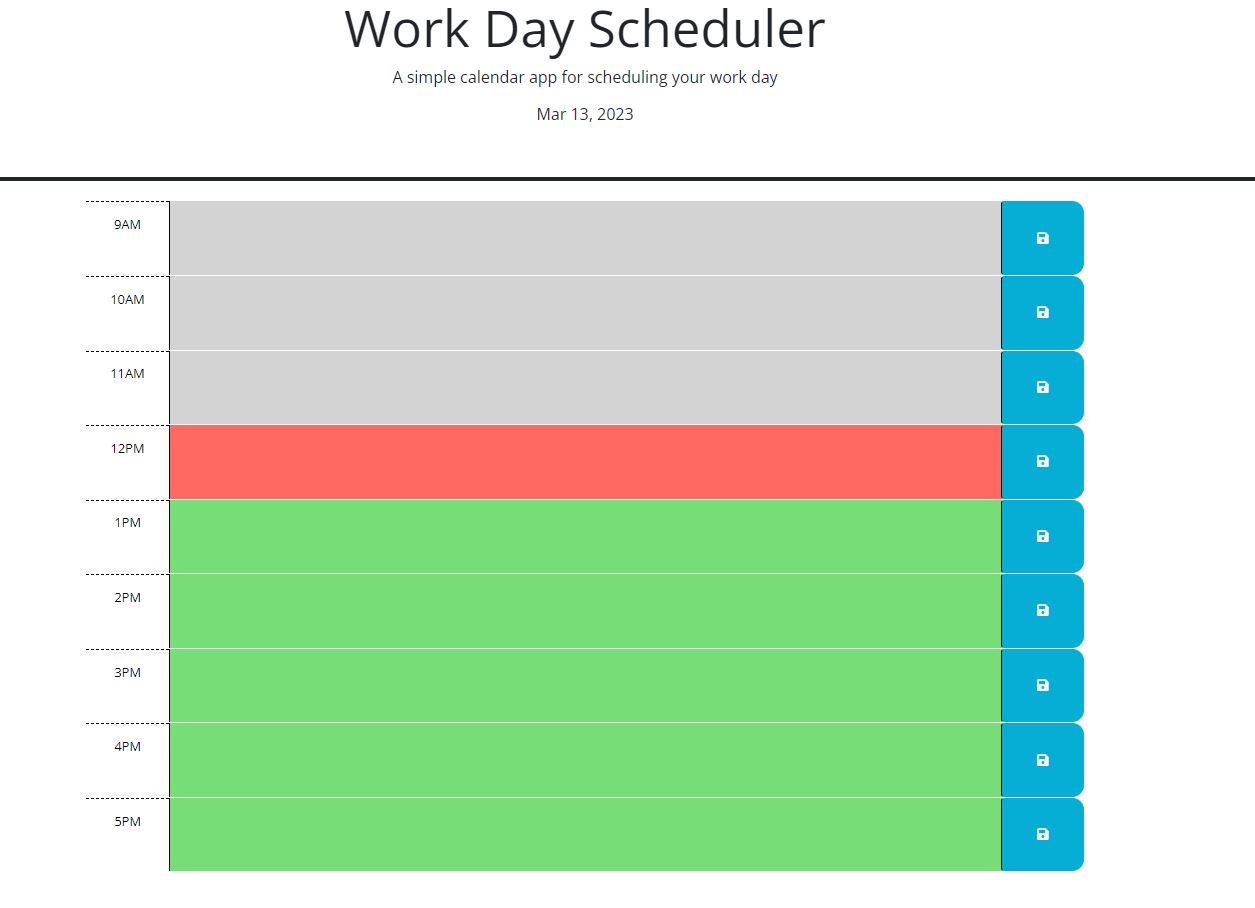 Work Day Scheduler
A simple calendar app for scheduling your work day
Mar 13, 2023
9AM
10AM
11AM
12PM
1PM
2PM
3PM
4PM
5PM